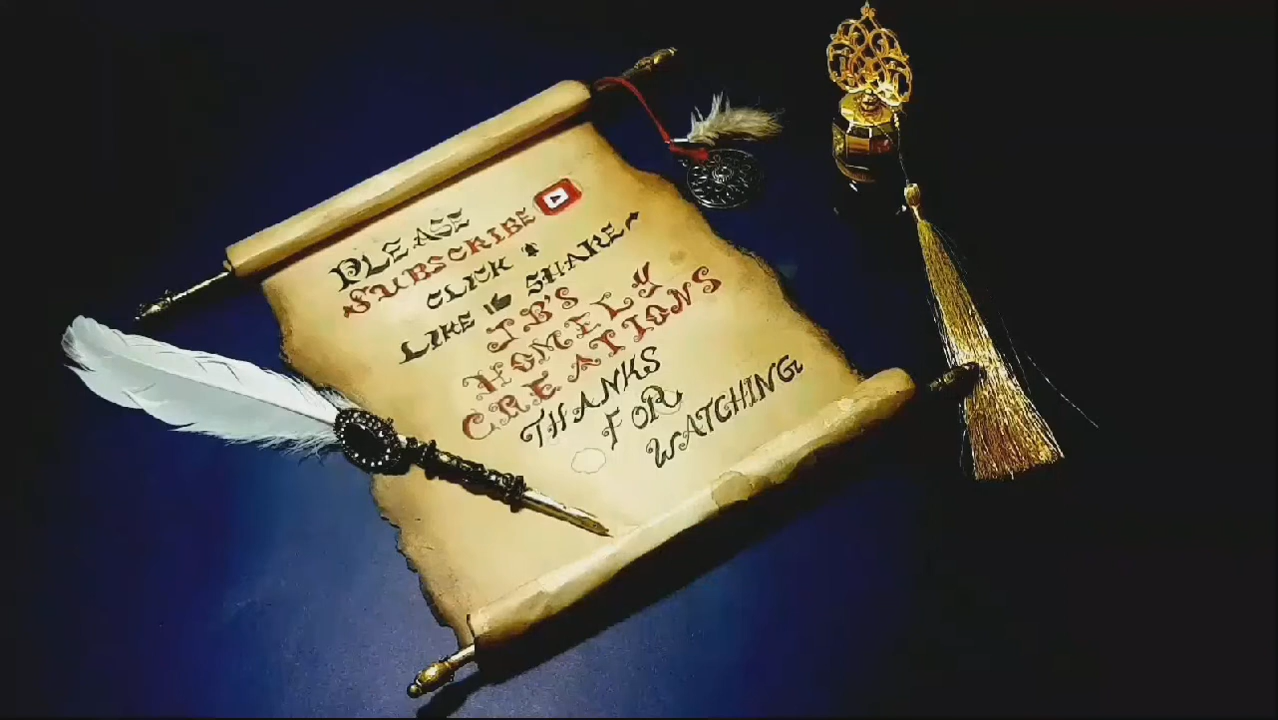 PLEASE
SUBSCRIBE
CLICK
LIKE SHARE
JB'S
HOMELY
CREATIONS
THANKS
FOR
WATCHING